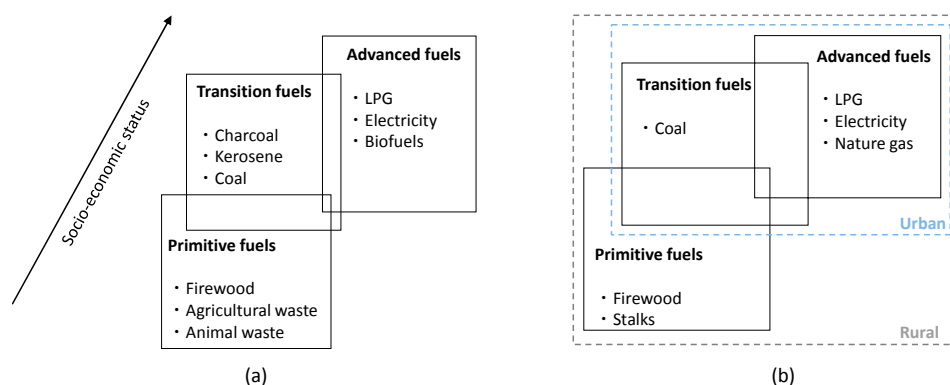 Socio-economic status
Advanced fuels
・LPG
・Electricity
・Biofuels
Transition fuels
・Charcoal
・Kerosene
・Coal
Primitive fuels
・Firewood
・Agricultural waste
・Animal waste
(a)
Advanced fuels
・LPG
・Electricity
・Nature gas
Transition fuels
・Coal
Urban
Primitive fuels
・Firewood
・Stalks
Rural
(b)